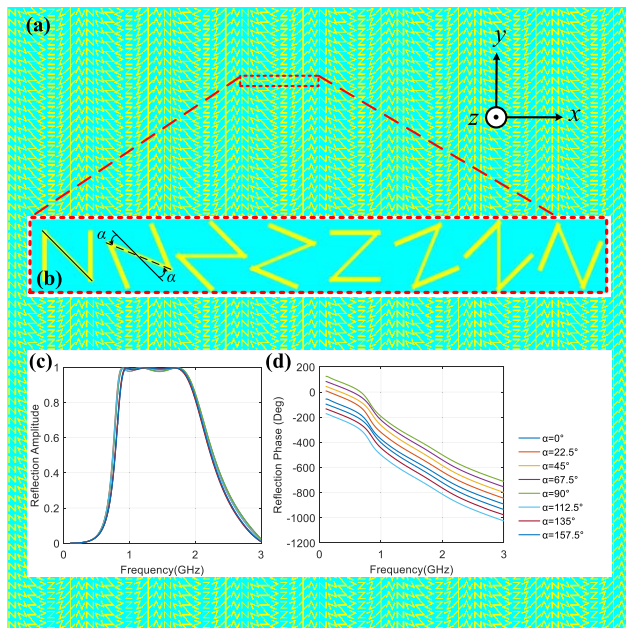 (a)
y
z
x
α
α
(b)
(c)
1
0.8
0.6
0.4
0.2
0
0 1 2 3
Reflection Amplitude
Frequency(GHz)
(d)
200
0
-200
-400
-600
-800
-1000
-1200
0 1 2 3
Reflection Phase (Deg)
Frequency(GHz)
α=0°
α=22.5°
α=45°
α=67.5°
α=90°
α=112.5°
α=135°
α=157.5°